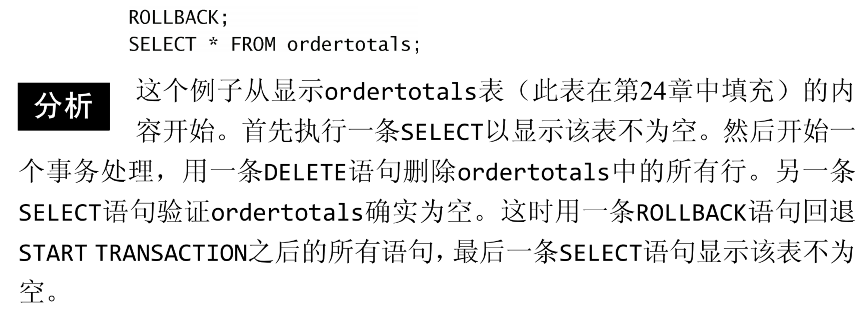 ROLLBACK;
SELECT * FROM ordertotals;
分析 这个例子从显示ordertotals表（此表在第24章中填充）的内
容开始。首先执行一条SELECT以显示该表不为空。然后开始一
个事务处理，用一条DELETE语句删除ordertotals中的所有行。另一条
SELECT语句验证ordertotals确实为空。这时用一条ROLLBACK语句回退
START TRANSACTION之后的所有语句，最后一条SELECT语句显示该表不为
空。